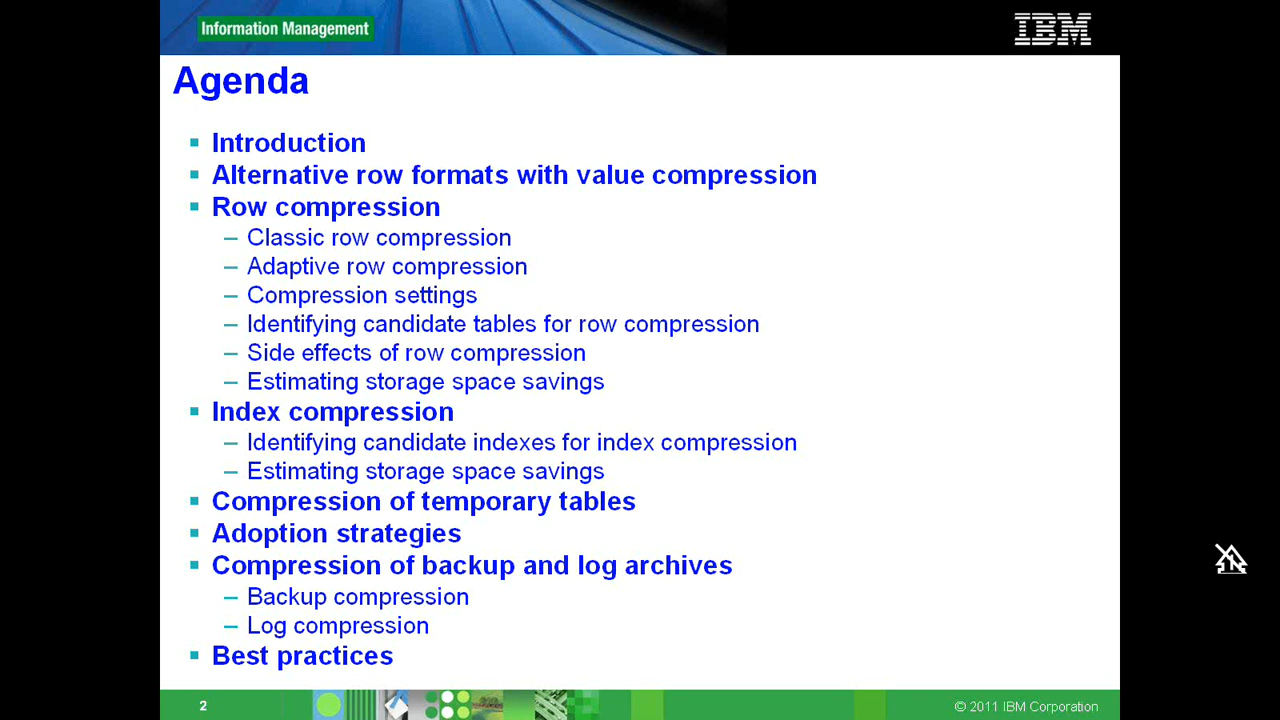 Information Management
IBM
Agenda
Introduction
Alternative row formats with value compression
Row compression
– Classic row compression
– Adaptive row compression
– Compression settings
– Identifying candidate tables for row compression
– Side effects of row compression
– Estimating storage space savings
Index compression
– Identifying candidate indexes for index compression
– Estimating storage space savings
Compression of temporary tables
Adoption strategies
Compression of backup and log archives
– Backup compression
– Log compression
Best practices
2
© 2011 IBM Corporation